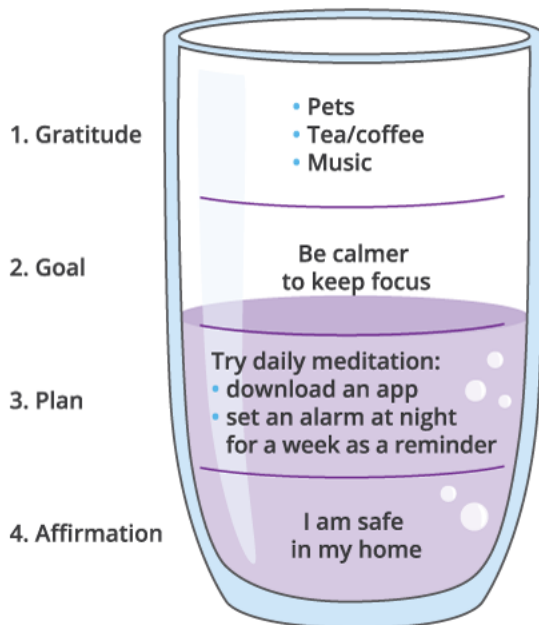 1. Gratitude
• Pets
• Tea/coffee
• Music
2. Goal
Be calmer
to keep focus
3. Plan
Try daily meditation:
• download an app
• set an alarm at night
for a week as a reminder
4. Affirmation
I am safe
in my home